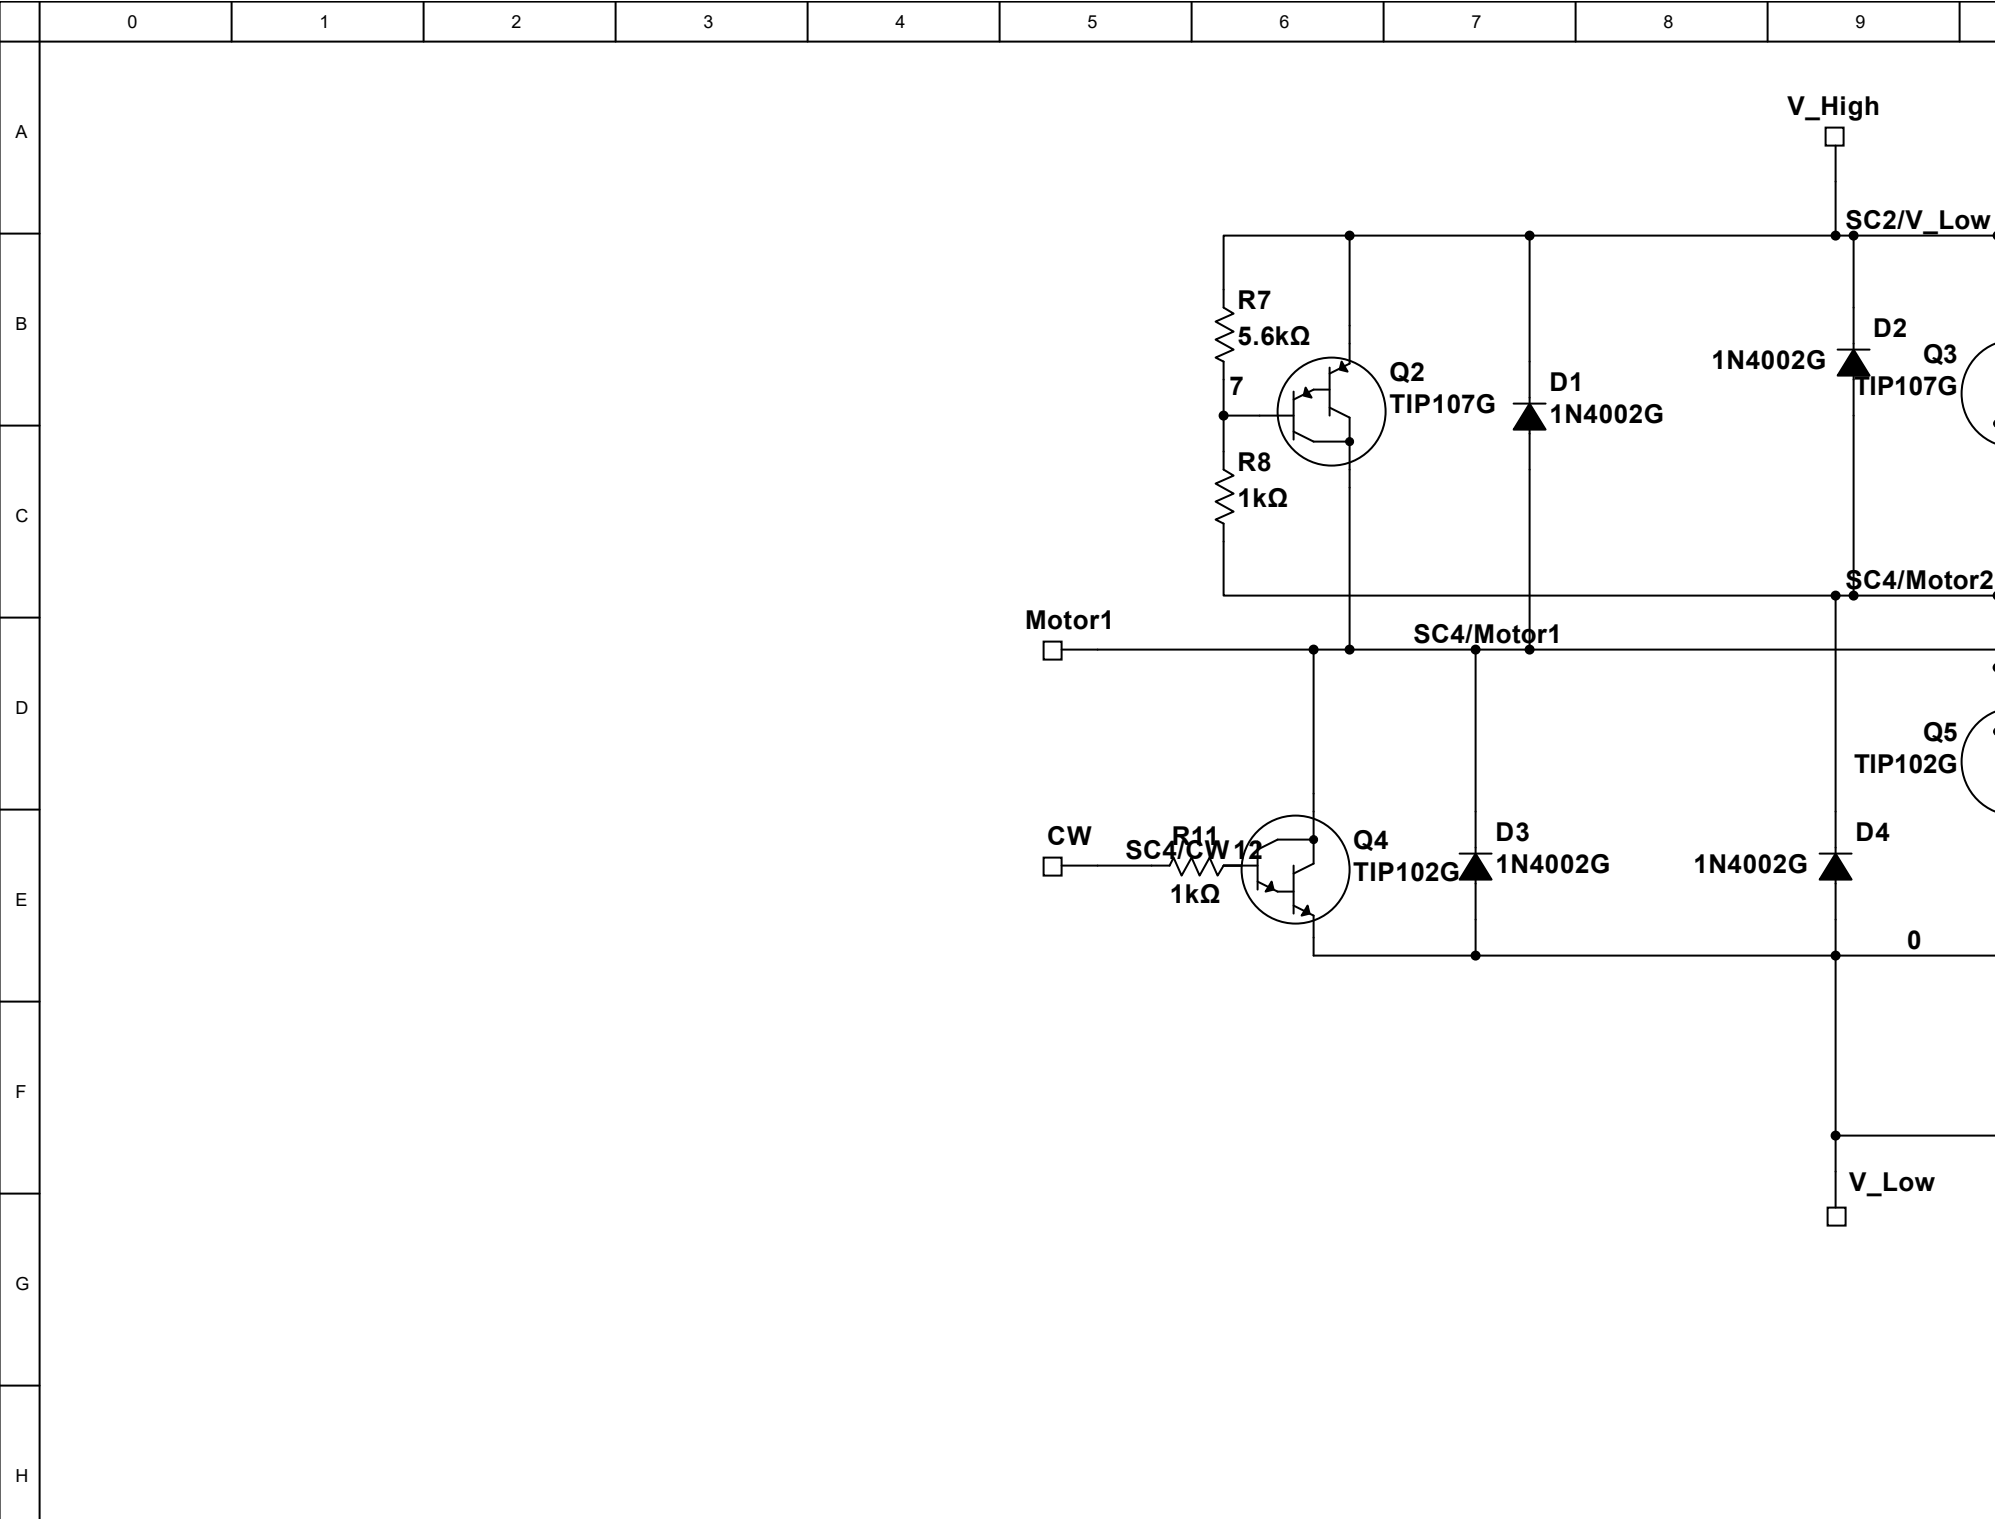 0 1 2 3 4 5 6 7 8 9
A
V_High
SC2/V_Low
B
R7
5.6kΩ
7
Q2
TIP107G
D1
1N4002G
D2
1N4002G
Q3
TIP107G
C
R8
1kΩ
SC4/Motor2
Motor1
SC4/Motor1
D
Q5
TIP102G
CW
SC4/CW
R11
12
1kΩ
Q4
TIP102G
D3
1N4002G
D4
1N4002G
E
0
F
V_Low
G
H